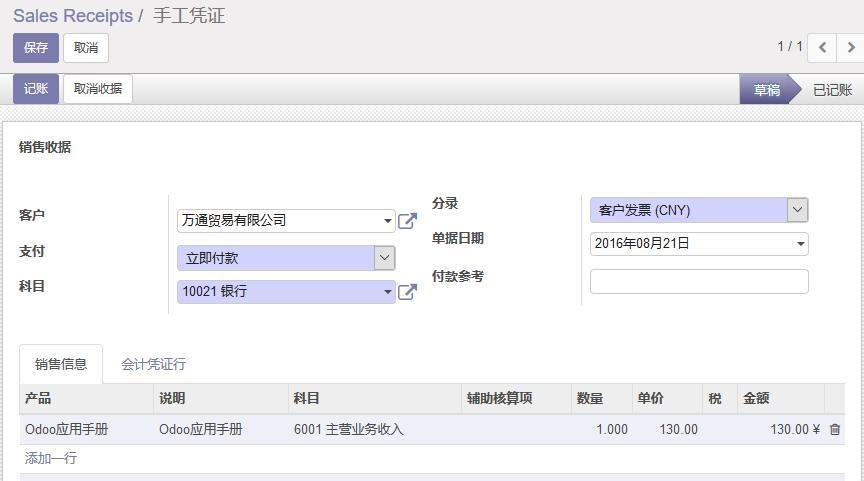 Sales Receipts / 手工凭证
保存 取消
1 / 1
记账 取消收据
草稿 已记账
销售收据
客户 万通贸易有限公司
支付 立即付款
科目 10021 银行
分录 客户发票 (CNY)
单据日期 2016年08月21日
付款参考
销售信息 会计凭证行
产品 说明 科目 辅助核算项 数量 单价 税 金额
Odoo应用手册 Odoo应用手册 6001 主营业务收入 1.000 130.00 130.00 ¥
添加一行